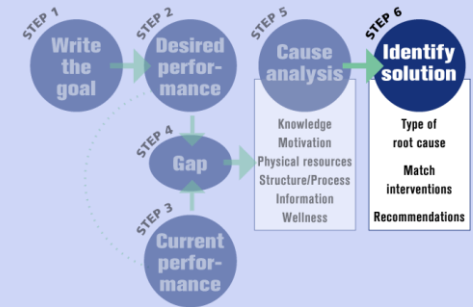 STEP 1
Write
the
goal
STEP 2
Desired
perfor-
mance
STEP 4
Gap
STEP 3
Current
perfor-
mance
STEP 5
Cause
analysis
Knowledge
Motivation
Physical resources
Structure/Process
Information
Wellness
STEP 6
Identify
solution
Type of
root cause
Match
interventions
Recommendations